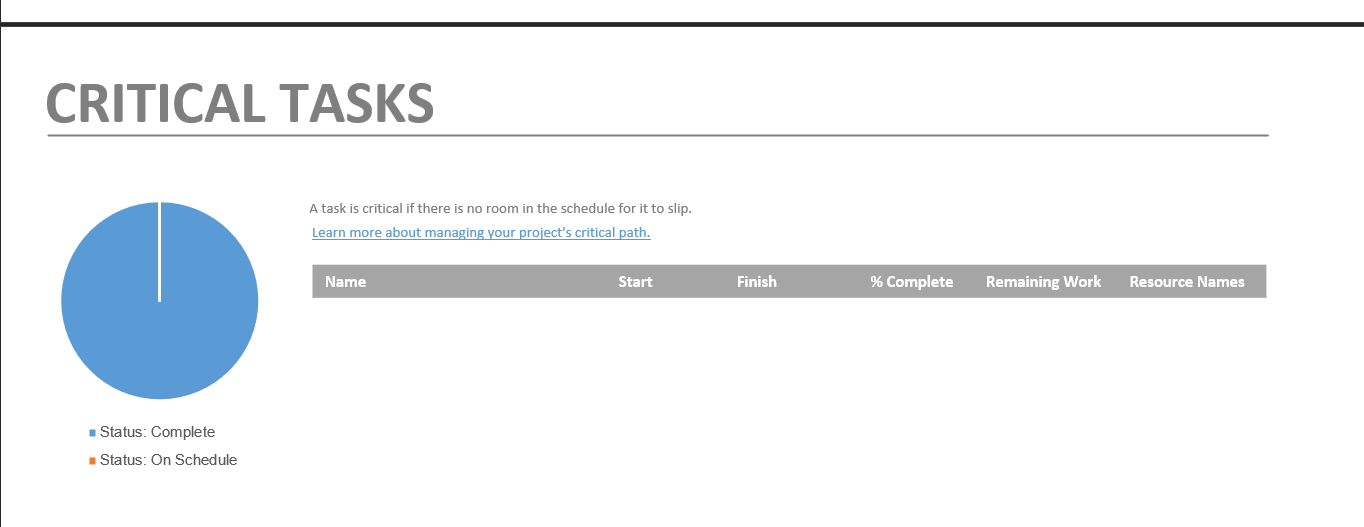 CRITICAL TASKS
A task is critical if there is no room in the schedule for it to slip.
Learn more about managing your project's critical path.
Name Start Finish % Complete Remaining Work Resource Names
Status: Complete
Status: On Schedule